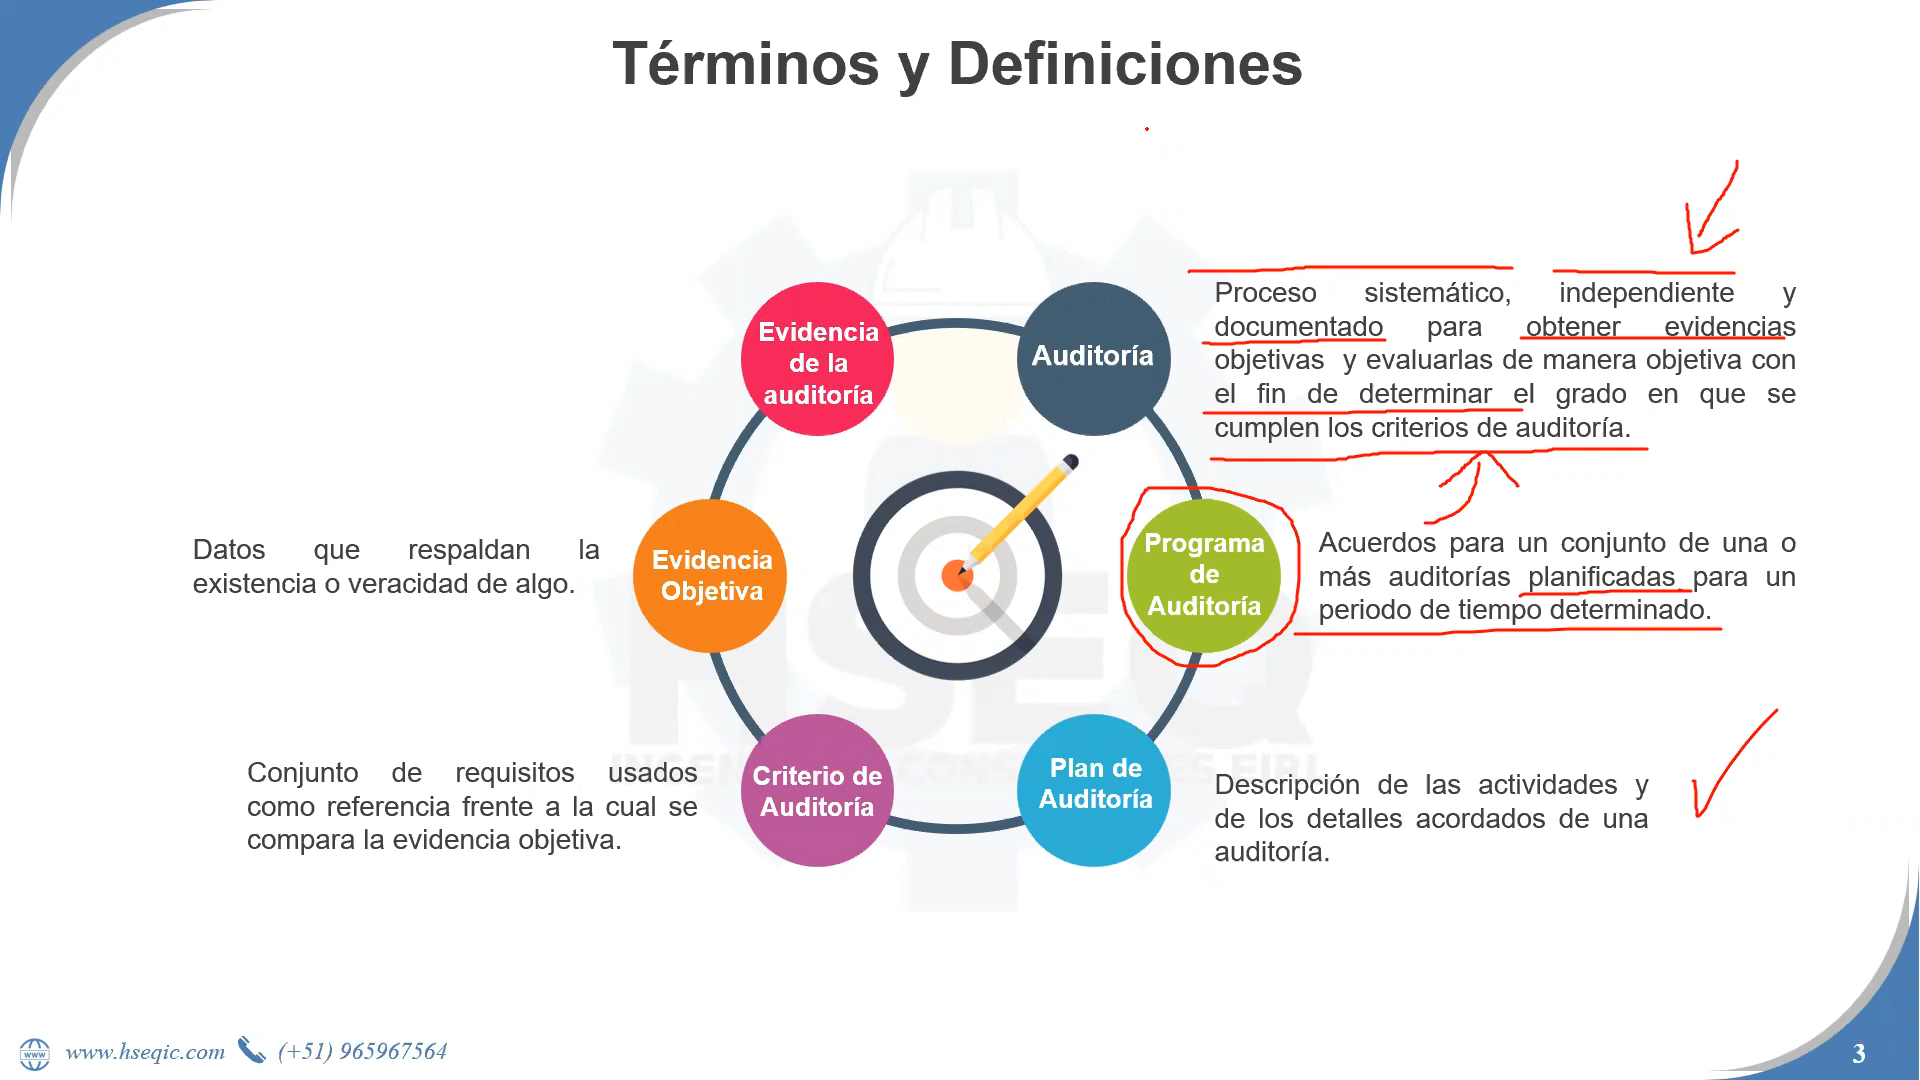 Términos y Definiciones
Evidencia
de la
auditoría
Auditoría
Proceso sistemático, independiente y
documentado para obtener evidencias
objetivas y evaluarlas de manera objetiva con
el fin de determinar el grado en que se
cumplen los criterios de auditoría.
Datos que respaldan la
existencia o veracidad de algo.
Evidencia
Objetiva
Programa
de
Auditoría
Acuerdos para un conjunto de una o
más auditorías planificadas para un
periodo de tiempo determinado.
HSEQ
Conjunto de requisitos usados
como referencia frente a la cual se
compara la evidencia objetiva.
Criterio de
Auditoría
Plan de
Auditoría
Descripción de las actividades y
de los detalles acordados de una
auditoría.
www
www.hseqic.com (+51) 965967564
3